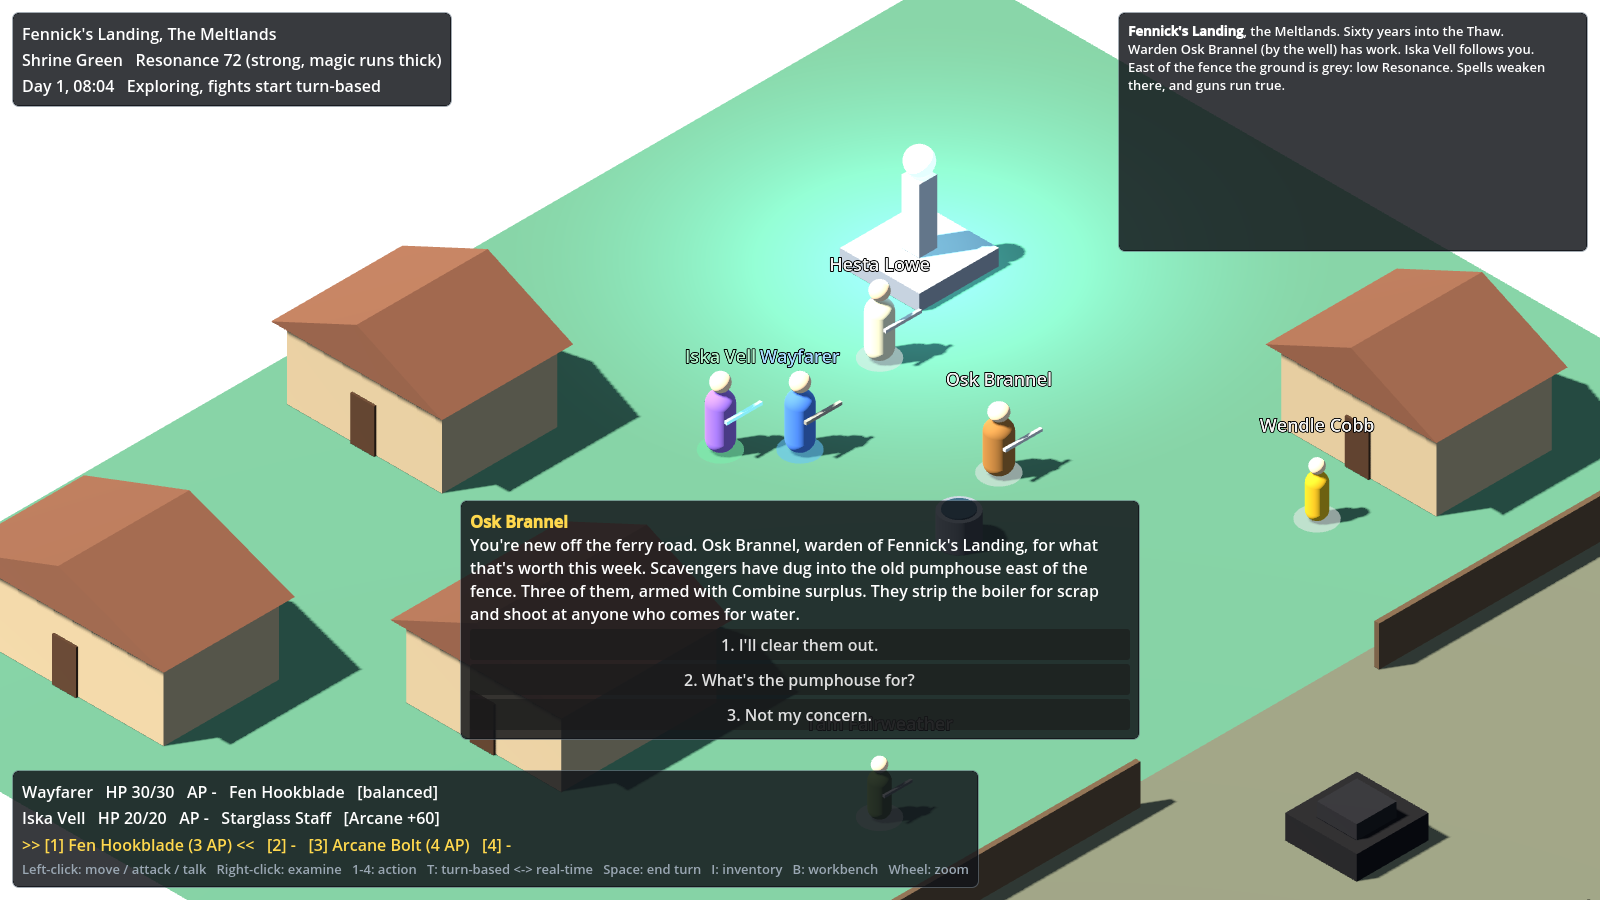 Fennick's Landing, The Meltlands
Shrine Green   Resonance 72 (strong, magic runs thick)
Day 1, 08:04   Exploring, fights start turn-based
Fennick's Landing, the Meltlands. Sixty years into the Thaw.
Warden Osk Brannel (by the well) has work. Iska Vell follows you.
East of the fence the ground is grey: low Resonance. Spells weaken
there, and guns run true.
Hesta Lowe
Iska Vell
Wayfarer
Osk Brannel
Wendle Cobb
Osk Brannel
You're new off the ferry road. Osk Brannel, warden of Fennick's Landing, for what
that's worth this week. Scavengers have dug into the old pumphouse east of the
fence. Three of them, armed with Combine surplus. They strip the boiler for scrap
and shoot at anyone who comes for water.
1. I'll clear them out.
2. What's the pumphouse for?
3. Not my concern.
Wayfarer   HP 30/30   AP -   Fen Hookblade   [balanced]
Iska Vell   HP 20/20   AP -   Starglass Staff   [Arcane +60]
>> [1] Fen Hookblade (3 AP) <<   [2] -   [3] Arcane Bolt (4 AP)   [4] -
Left-click: move / attack / talk   Right-click: examine   1-4: action   T: turn-based <-> real-time   Space: end turn   I: inventory   B: workbench   Wheel: zoom